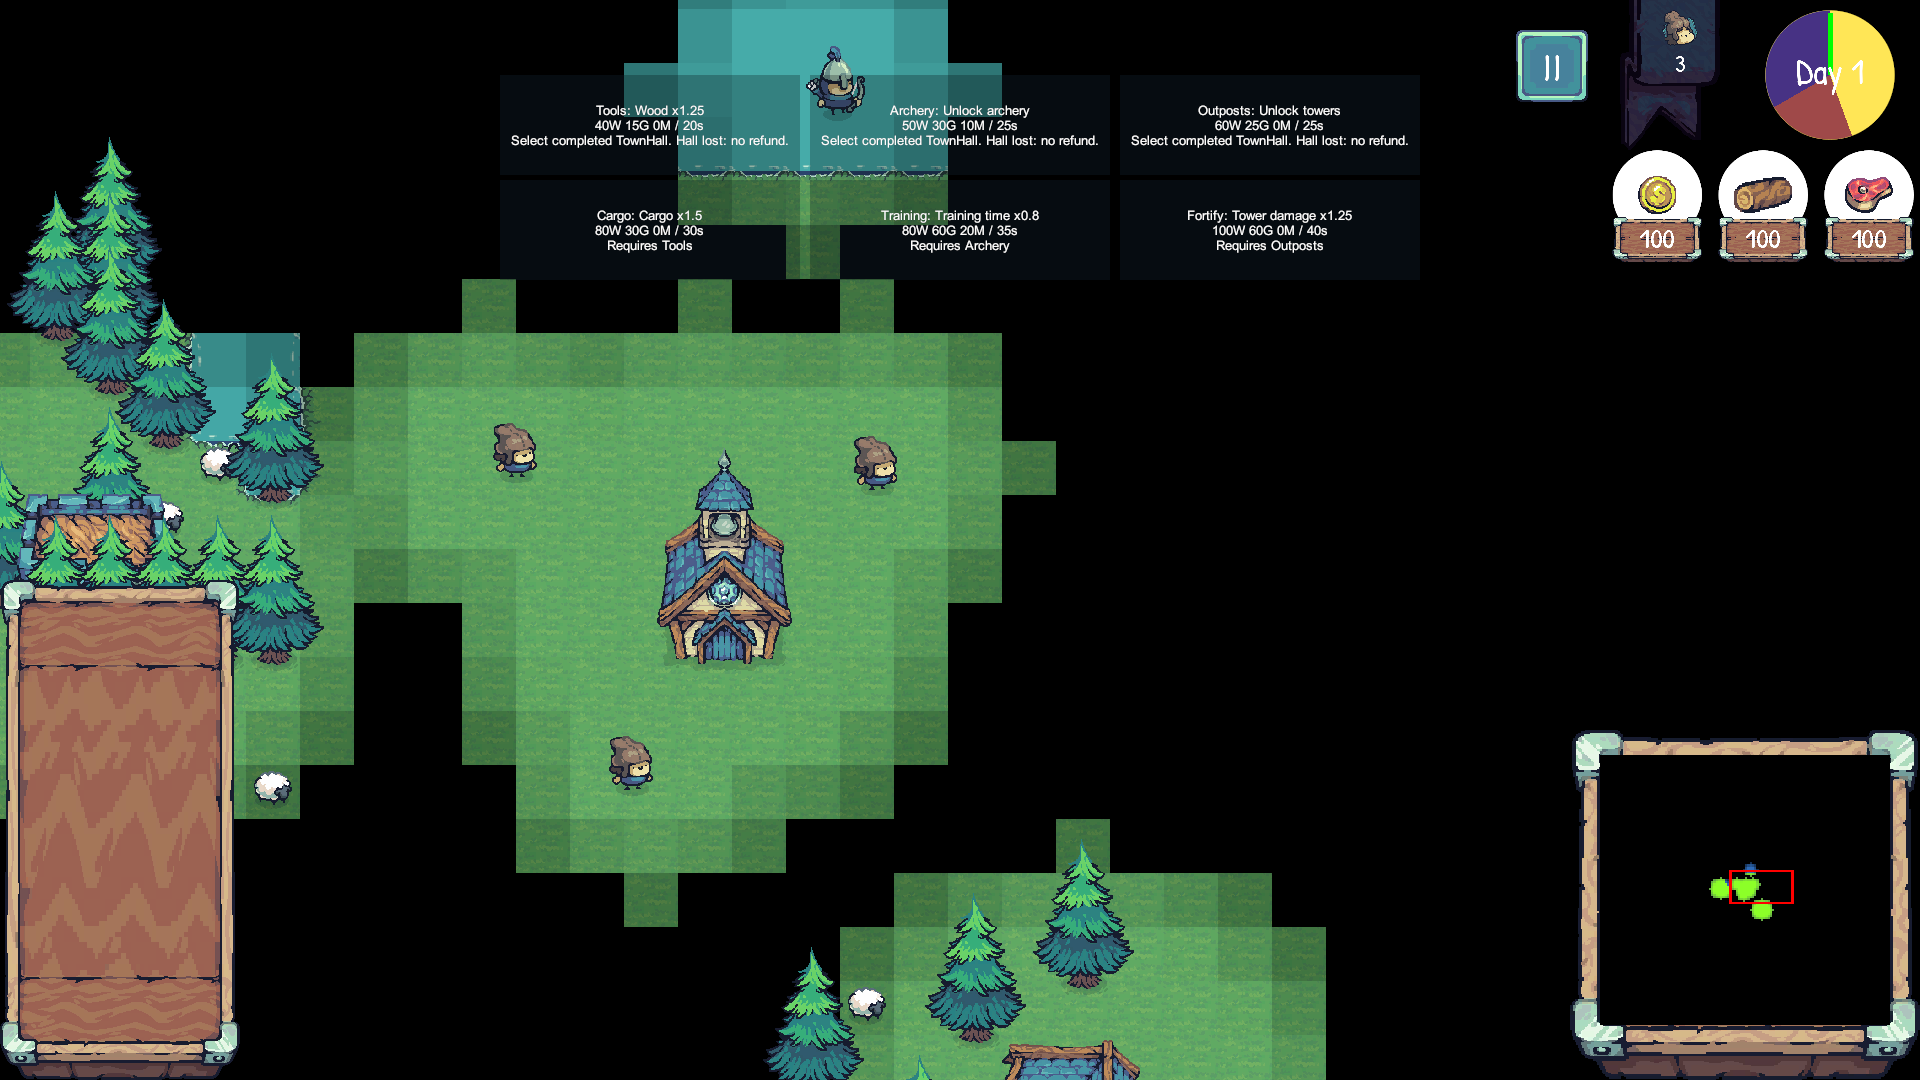 3
Day 1
Tools: Wood x1.25
40W 15G 0M / 20s
Select completed TownHall. Hall lost: no refund.
Archery: Unlock archery
50W 30G 10M / 25s
Select completed TownHall. Hall lost: no refund.
Outposts: Unlock towers
60W 25G 0M / 25s
Select completed TownHall. Hall lost: no refund.
Cargo: Cargo x1.5
80W 30G 0M / 30s
Requires Tools
Training: Training time x0.8
80W 60G 20M / 35s
Requires Archery
Fortify: Tower damage x1.25
100W 60G 0M / 40s
Requires Outposts
100
100
100